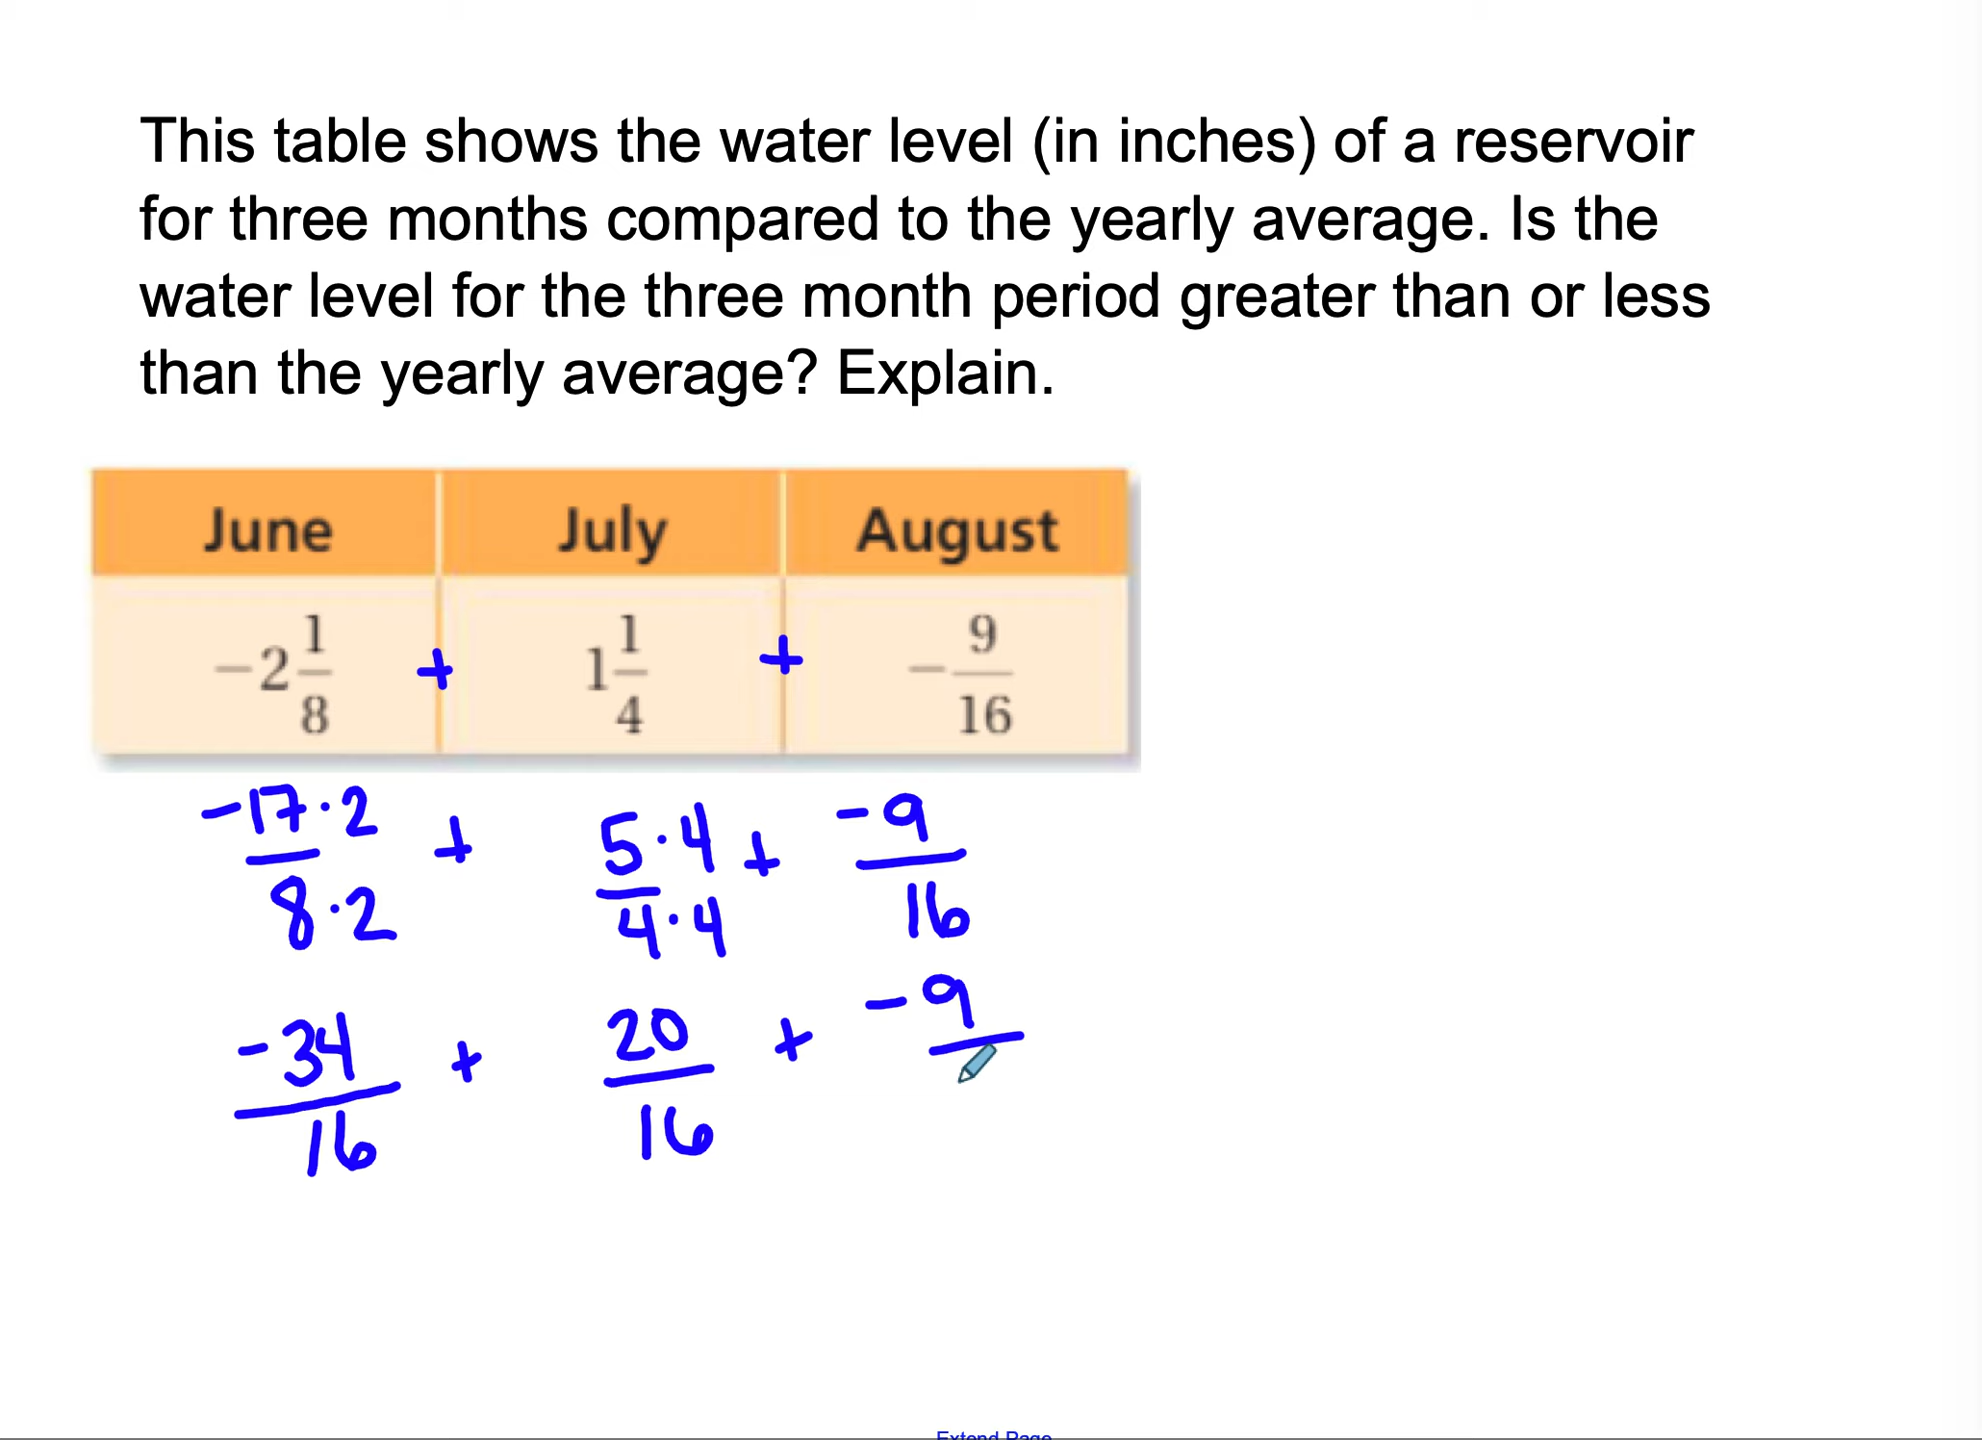 This table shows the water level (in inches) of a reservoir
for three months compared to the yearly average. Is the
water level for the three month period greater than or less
than the yearly average? Explain.
June July August
-2 1/8 + 1 1/4 + - 9/16
-17·2 + 5·4 + -9
8·2 4·4 16
-34 + 20 + -9
16 16
Extend Page